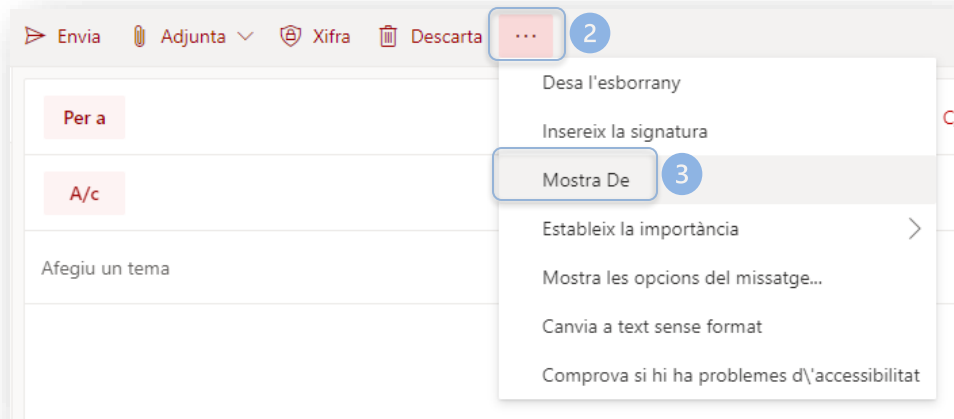 Envia Adjunta Xifra Descarta ... 2
Desa l'esborrany
Per a
C
Insereix la signatura
Mostra De 3
A/c
Estableix la importància
Afegiu un tema
Mostra les opcions del missatge...
Canvia a text sense format
Comprova si hi ha problemes d\'accessibilitat